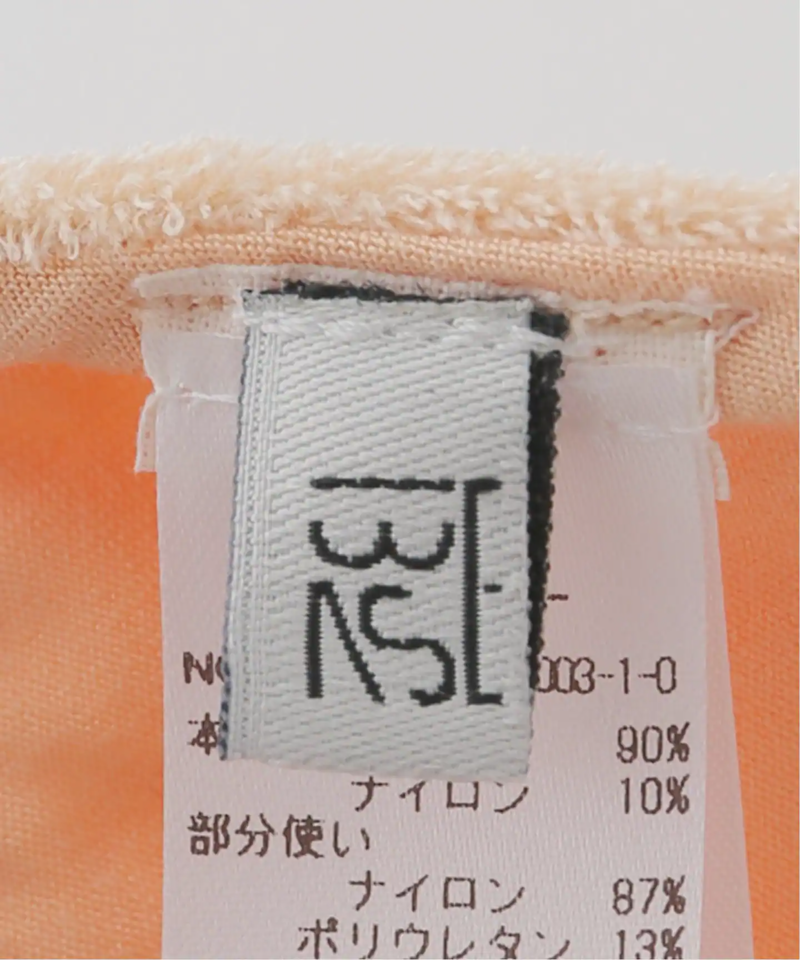 003-1-0
本 90%
ナイロン 10%
部分使い
ナイロン 87%
ポリウレタン 13%